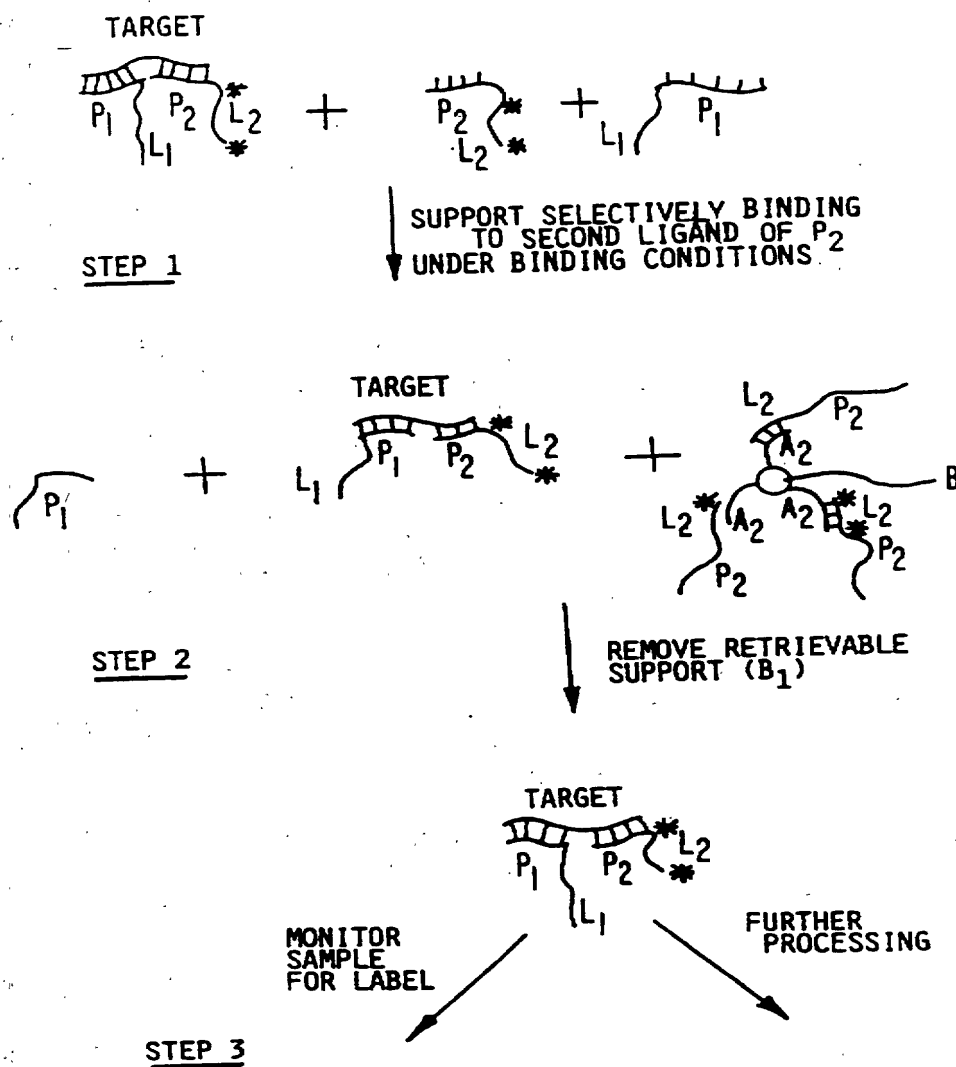 TARGET
P1 P2 L2
L1
+
P2
L2
+
L1 P1
SUPPORT SELECTIVELY BINDING
TO SECOND LIGAND OF P2
UNDER BINDING CONDITIONS
STEP 1
P1
+
TARGET
L1 P1 P2 L2
+
L2 P2
A2
B
L2 A2 A2 L2
P2 P2
STEP 2
REMOVE RETRIEVABLE
SUPPORT (B1)
TARGET
P1 P2 L2
L1
MONITOR
SAMPLE
FOR LABEL
FURTHER
PROCESSING
STEP 3